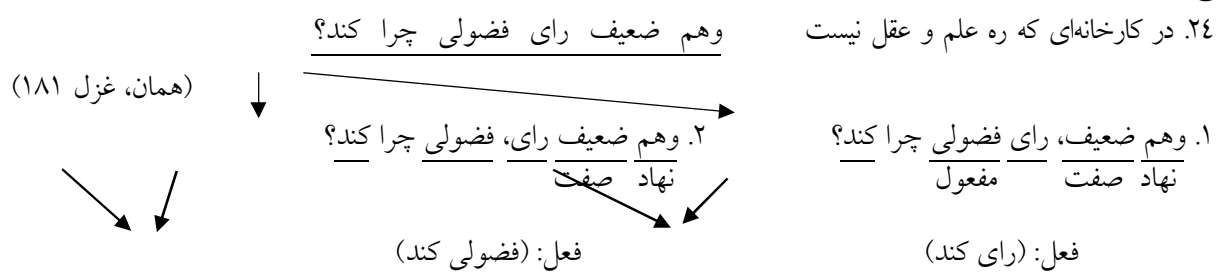 ۲٤. در کارخانه‌ای که ره علم و عقل نیست وهم ضعیف رای فضولی چرا کند؟
(همان، غزل ۱۸۱)
۱. وهم ضعیف، رای فضولی چرا کند؟ ۲. وهم ضعیف رای، فضولی چرا کند؟
نهاد صفت مفعول نهاد صفت
فعل: (رای کند) فعل: (فضولی کند)